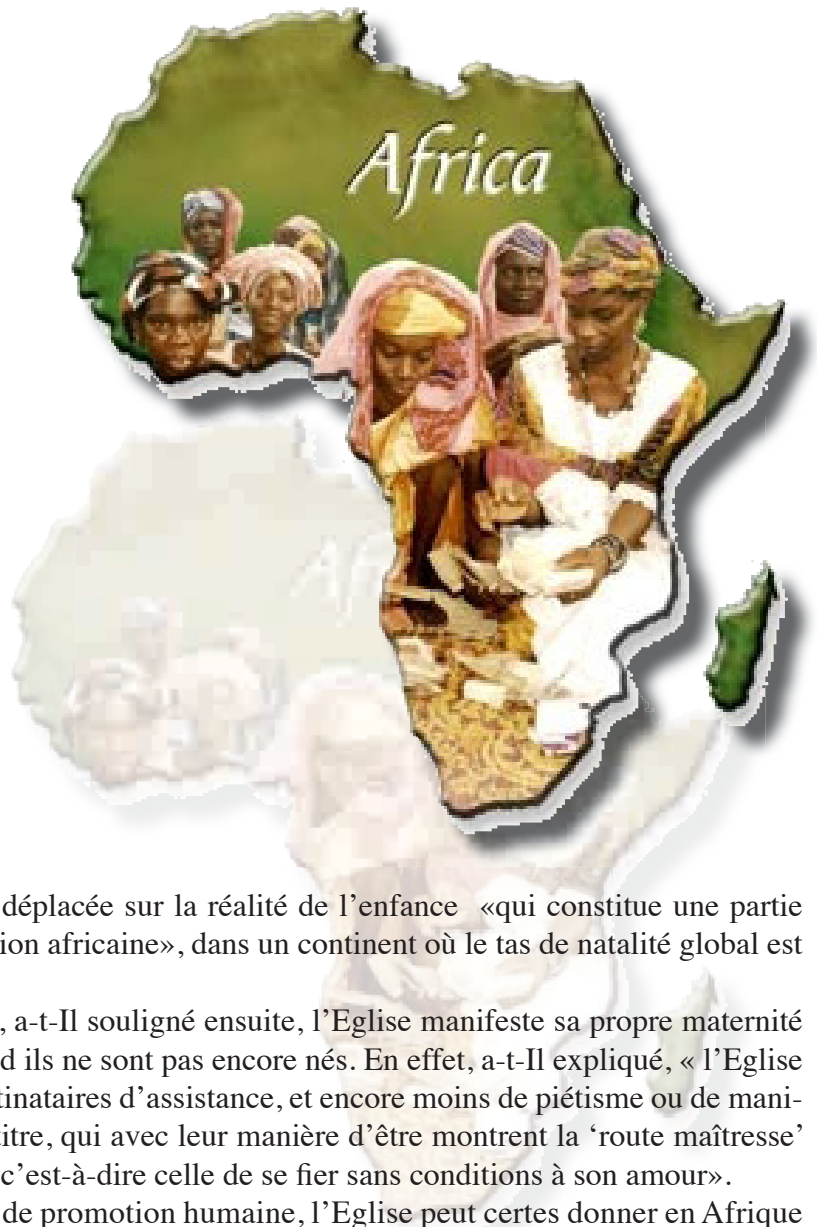 Africa
Af
déplacée sur la réalité de l’enfance «qui constitue une partie
tion africaine», dans un continent où le tas de natalité global est
, a-t-Il souligné ensuite, l’Eglise manifeste sa propre maternité
d ils ne sont pas encore nés. En effet, a-t-Il expliqué, « l’Eglise
tinataires d’assistance, et encore moins de piétisme ou de mani-
titre, qui avec leur manière d’être montrent la ‘route maîtresse’
c’est-à-dire celle de se fier sans conditions à son amour».
de promotion humaine, l’Eglise peut certes donner en Afrique